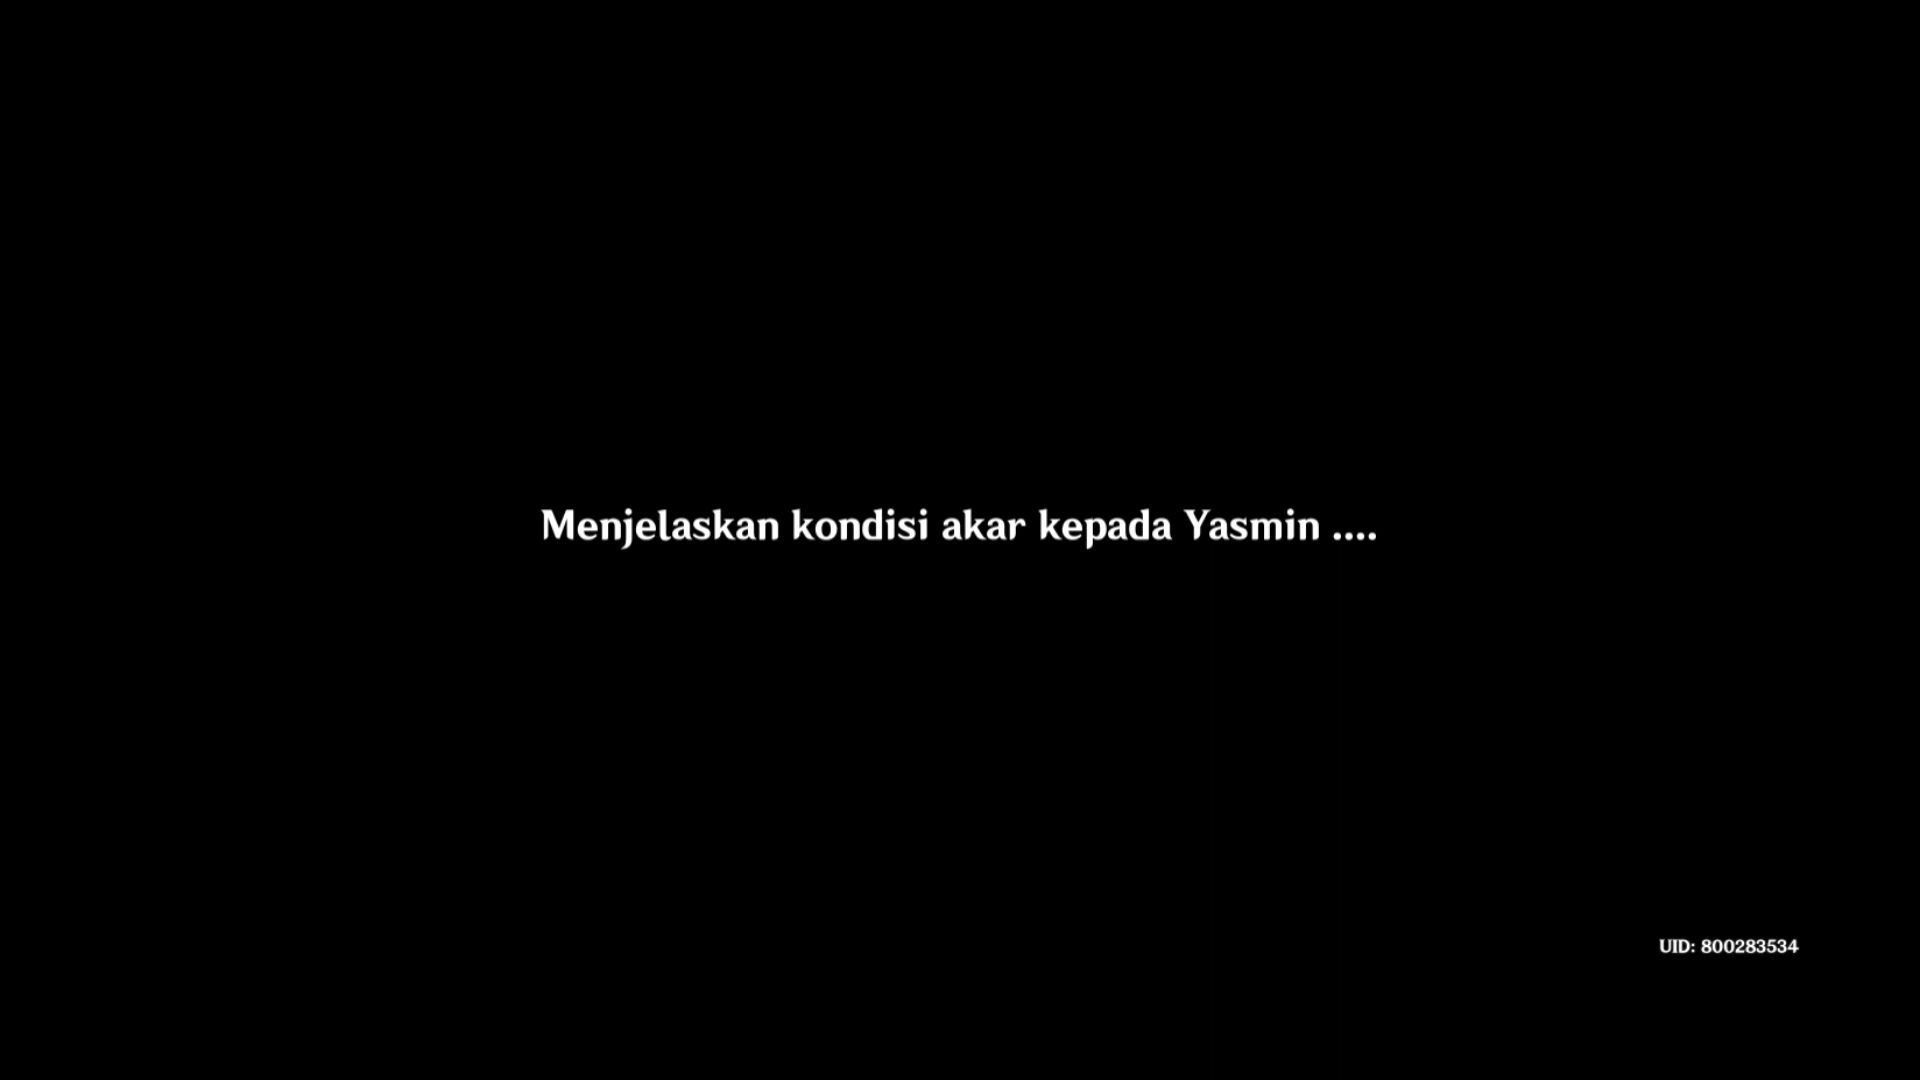 Menjelaskan kondisi akar kepada Yasmin ....
UID: 800283534